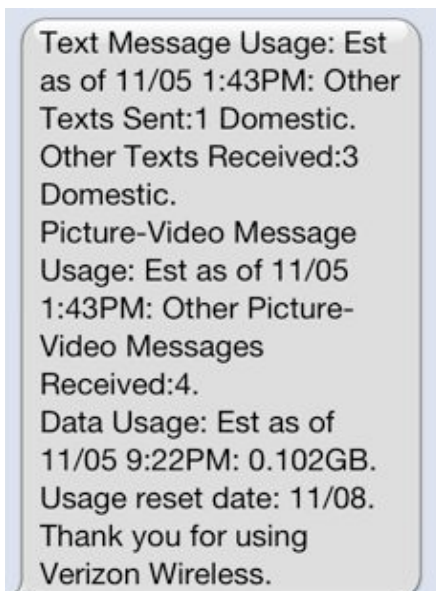 Text Message Usage: Est
as of 11/05 1:43PM: Other
Texts Sent:1 Domestic.
Other Texts Received:3
Domestic.
Picture-Video Message
Usage: Est as of 11/05
1:43PM: Other Picture-
Video Messages
Received:4.
Data Usage: Est as of
11/05 9:22PM: 0.102GB.
Usage reset date: 11/08.
Thank you for using
Verizon Wireless.